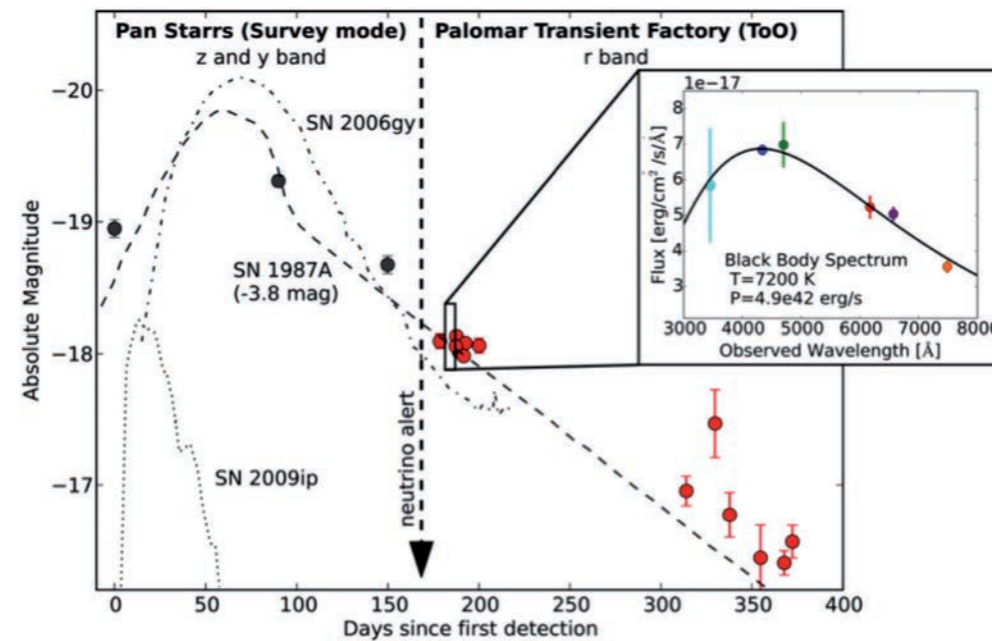 Pan Starrs (Survey mode)
z and y band
Palomar Transient Factory (ToO)
r band
Absolute Magnitude
−20
−19
−18
−17
SN 2006gy
SN 1987A
(-3.8 mag)
SN 2009ip
neutrino alert
1e−17
Flux [erg/cm² /s/Å]
8
7
6
5
4
3
Black Body Spectrum
T=7200 K
P=4.9e42 erg/s
3000 4000 5000 6000 7000 8000
Observed Wavelength [Å]
0 50 100 150 200 250 300 350 400
Days since first detection